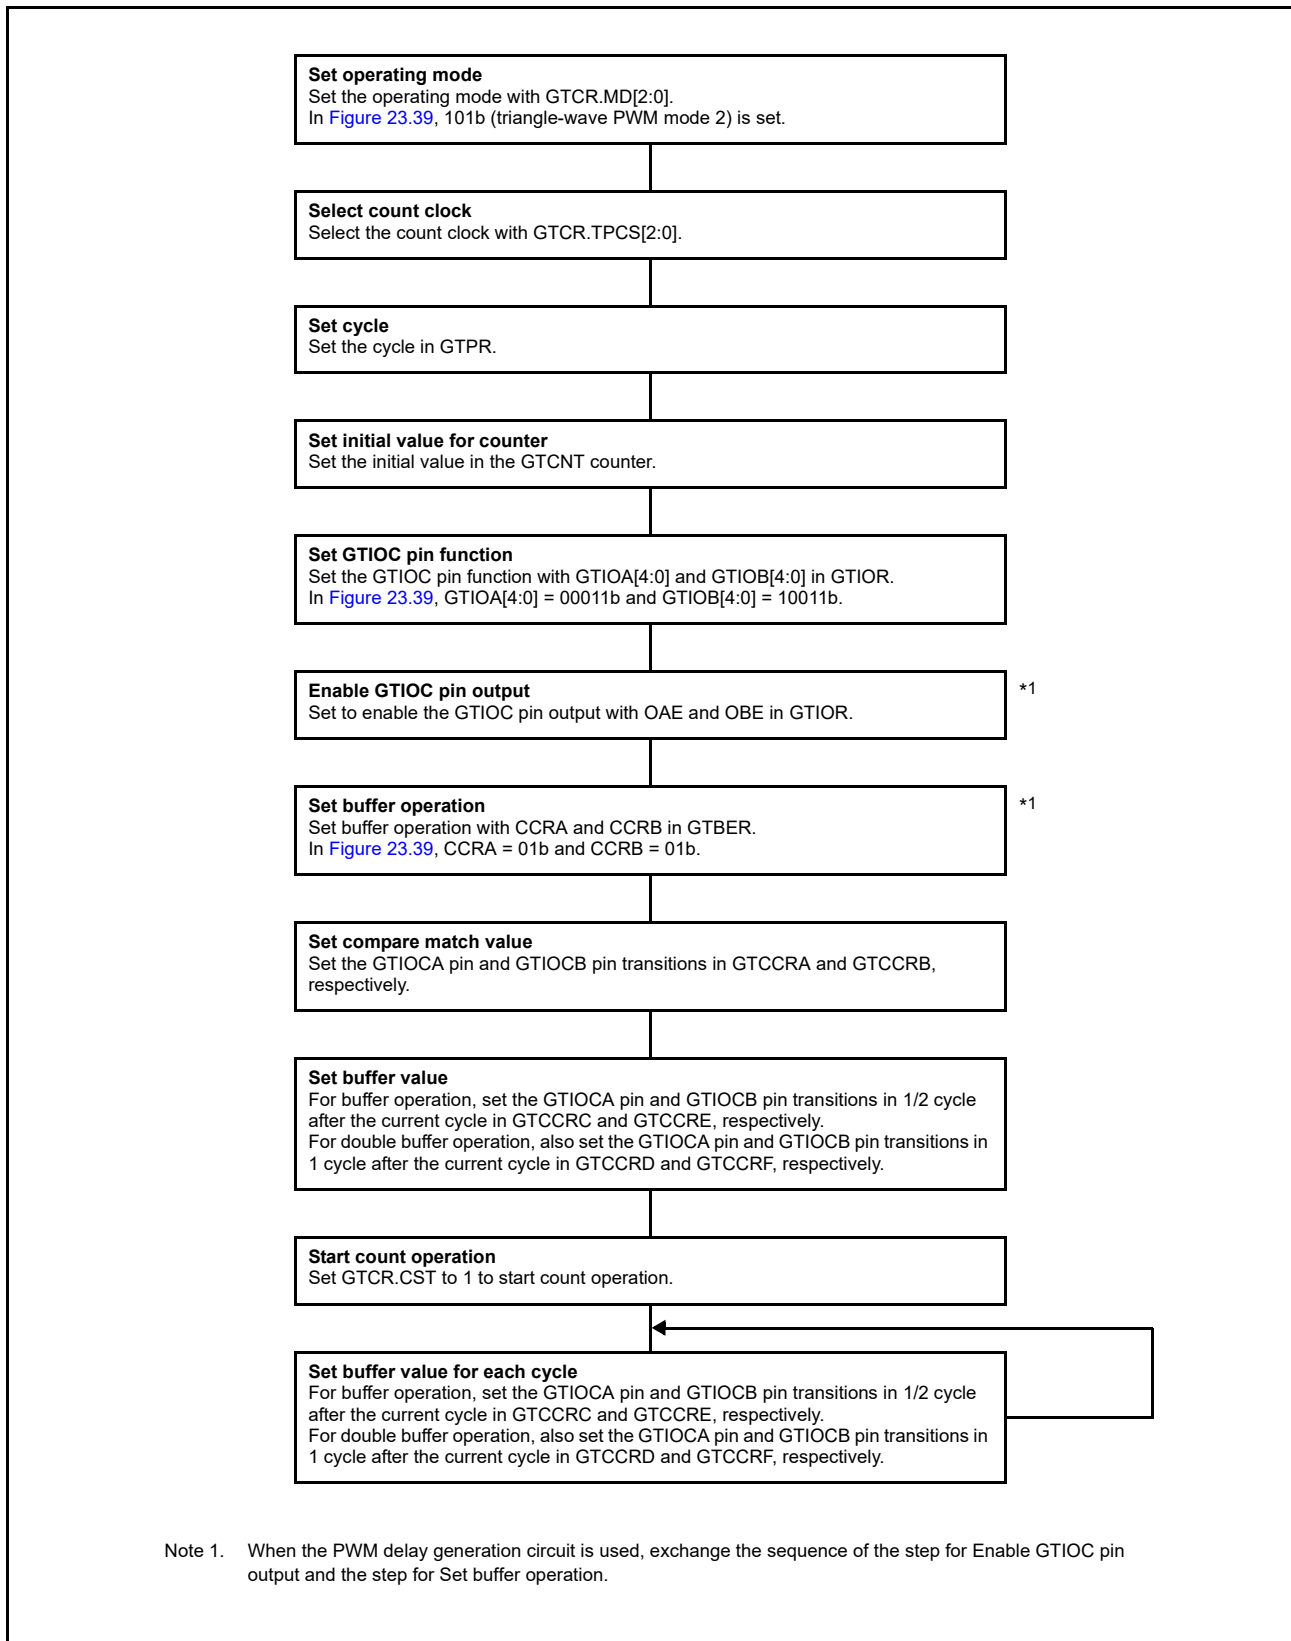 Set operating mode
Set the operating mode with GTCR.MD[2:0].
In Figure 23.39, 101b (triangle-wave PWM mode 2) is set.
Select count clock
Select the count clock with GTCR.TPCS[2:0].
Set cycle
Set the cycle in GTPR.
Set initial value for counter
Set the initial value in the GTCNT counter.
Set GTIOC pin function
Set the GTIOC pin function with GTIOA[4:0] and GTIOB[4:0] in GTIOR.
In Figure 23.39, GTIOA[4:0] = 00011b and GTIOB[4:0] = 10011b.
Enable GTIOC pin output
Set to enable the GTIOC pin output with OAE and OBE in GTIOR.
*1
Set buffer operation
Set buffer operation with CCRA and CCRB in GTBER.
In Figure 23.39, CCRA = 01b and CCRB = 01b.
*1
Set compare match value
Set the GTIOCA pin and GTIOCB pin transitions in GTCCRA and GTCCRB,
respectively.
Set buffer value
For buffer operation, set the GTIOCA pin and GTIOCB pin transitions in 1/2 cycle
after the current cycle in GTCCRC and GTCCRE, respectively.
For double buffer operation, also set the GTIOCA pin and GTIOCB pin transitions in
1 cycle after the current cycle in GTCCRD and GTCCRF, respectively.
Start count operation
Set GTCR.CST to 1 to start count operation.
Set buffer value for each cycle
For buffer operation, set the GTIOCA pin and GTIOCB pin transitions in 1/2 cycle
after the current cycle in GTCCRC and GTCCRE, respectively.
For double buffer operation, also set the GTIOCA pin and GTIOCB pin transitions in
1 cycle after the current cycle in GTCCRD and GTCCRF, respectively.
Note 1. When the PWM delay generation circuit is used, exchange the sequence of the step for Enable GTIOC pin
output and the step for Set buffer operation.